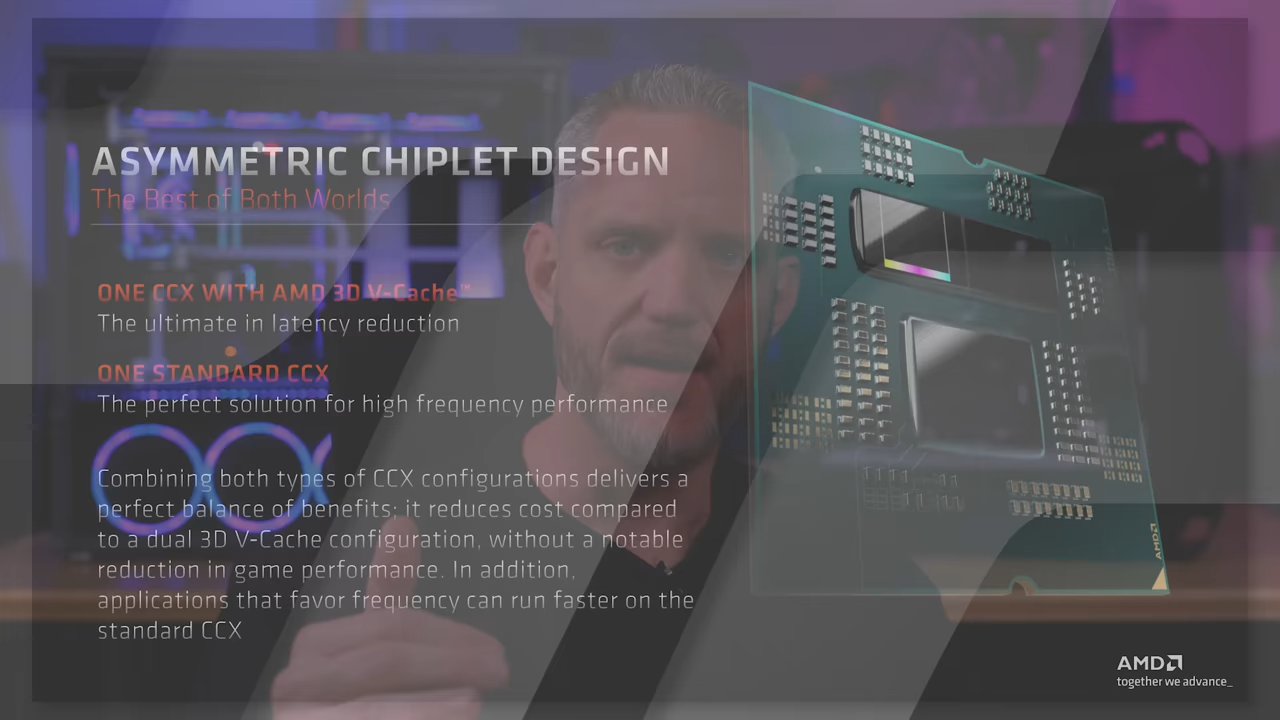 ASYMMETRIC CHIPLET DESIGN
The Best of Both Worlds
ONE CCX WITH AMD 3D V-Cache™
The ultimate in latency reduction
ONE STANDARD CCX
The perfect solution for high frequency performance
Combining both types of CCX configurations delivers a
perfect balance of benefits; it reduces cost compared
to a dual 3D V-Cache configuration, without a notable
reduction in game performance. In addition,
applications that favor frequency can run faster on the
standard CCX
AMD
AMD
together we advance_